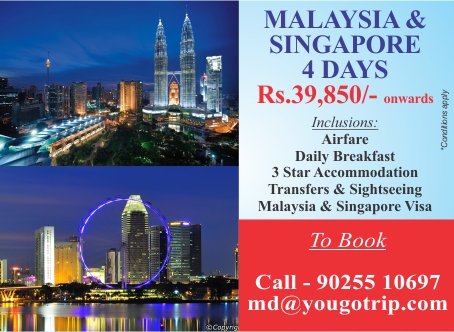 MALAYSIA &
SINGAPORE
4 DAYS
Rs.39,850/- onwards
Inclusions:
Airfare
Daily Breakfast
3 Star Accommodation
Transfers & Sightseeing
Malaysia & Singapore Visa
*Conditions apply
To Book
Call - 90255 10697
md@yougotrip.com